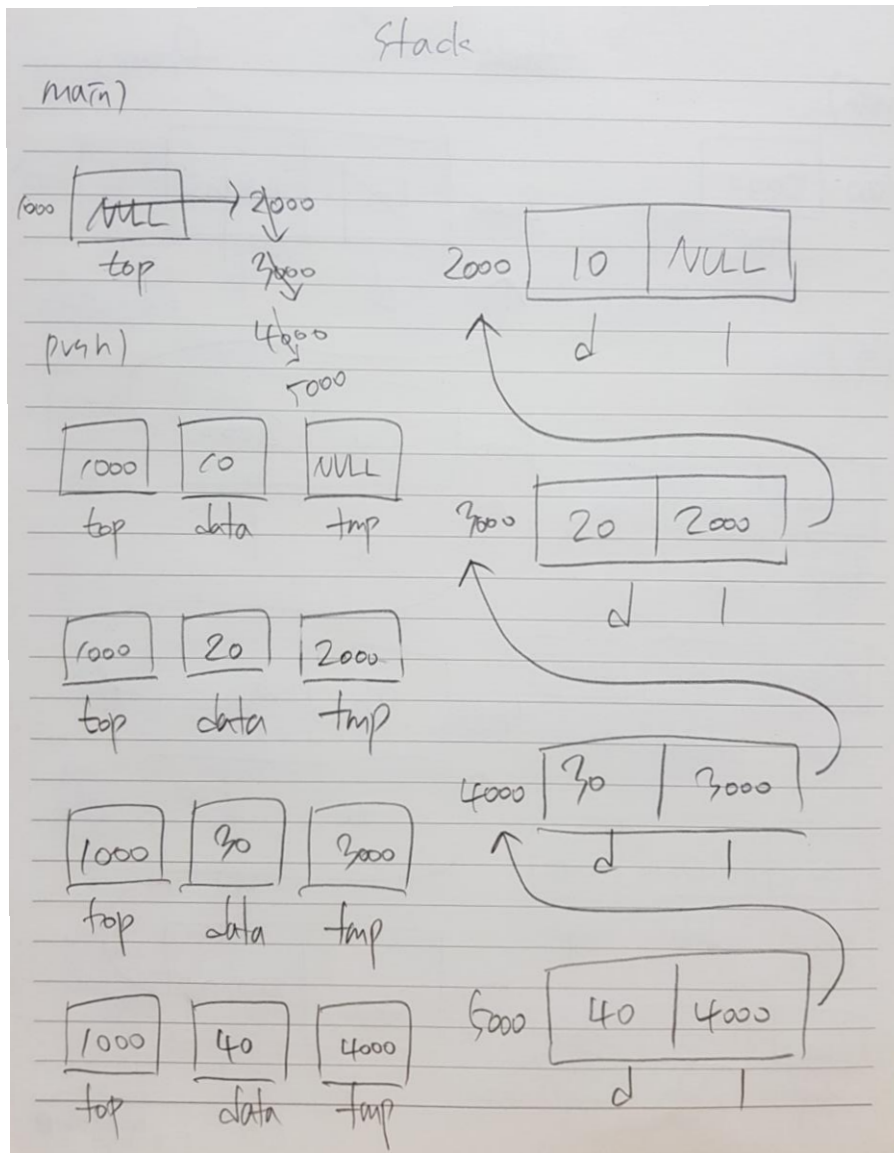 Stack
main)
1000 NULL 2000
top 3000
4000
5000
2000 10 NULL
d l
push)
1000 10 NULL
top data tmp
3000 20 2000
d l
1000 20 2000
top data tmp
4000 30 3000
d l
1000 30 3000
top data tmp
5000 40 4000
d l
1000 40 4000
top data tmp